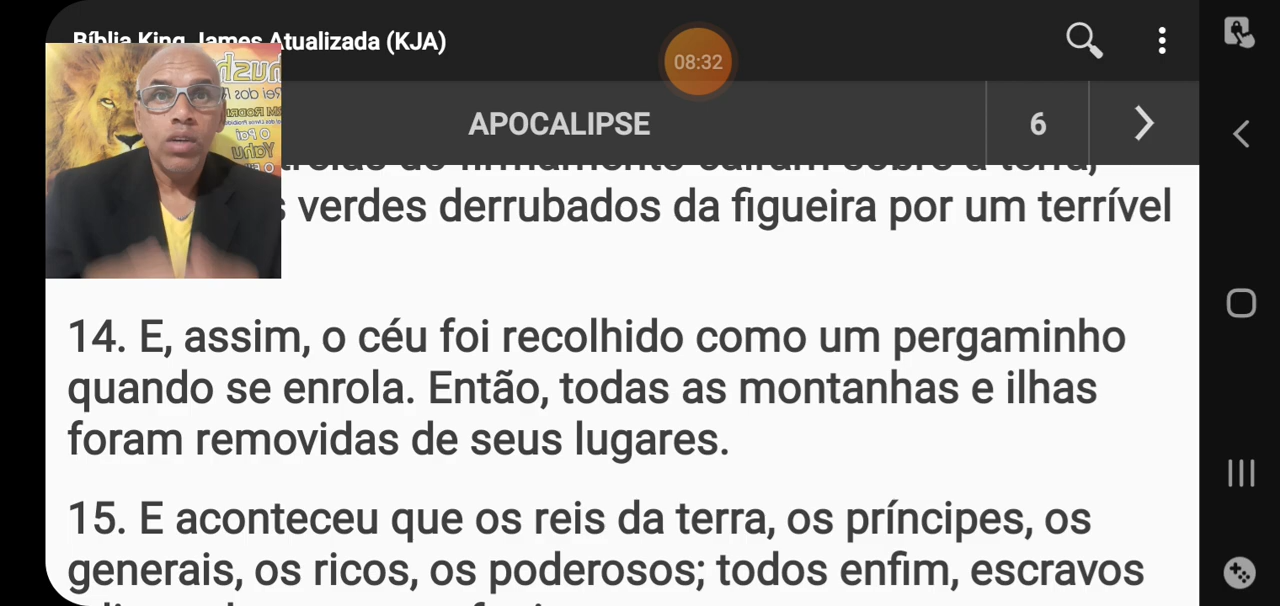 Bíblia King James Atualizada (KJA)
08:32
APOCALIPSE
6
verdes derrubados da figueira por um terrível
14. E, assim, o céu foi recolhido como um pergaminho
quando se enrola. Então, todas as montanhas e ilhas
foram removidas de seus lugares.
15. E aconteceu que os reis da terra, os príncipes, os
generais, os ricos, os poderosos; todos enfim, escravos